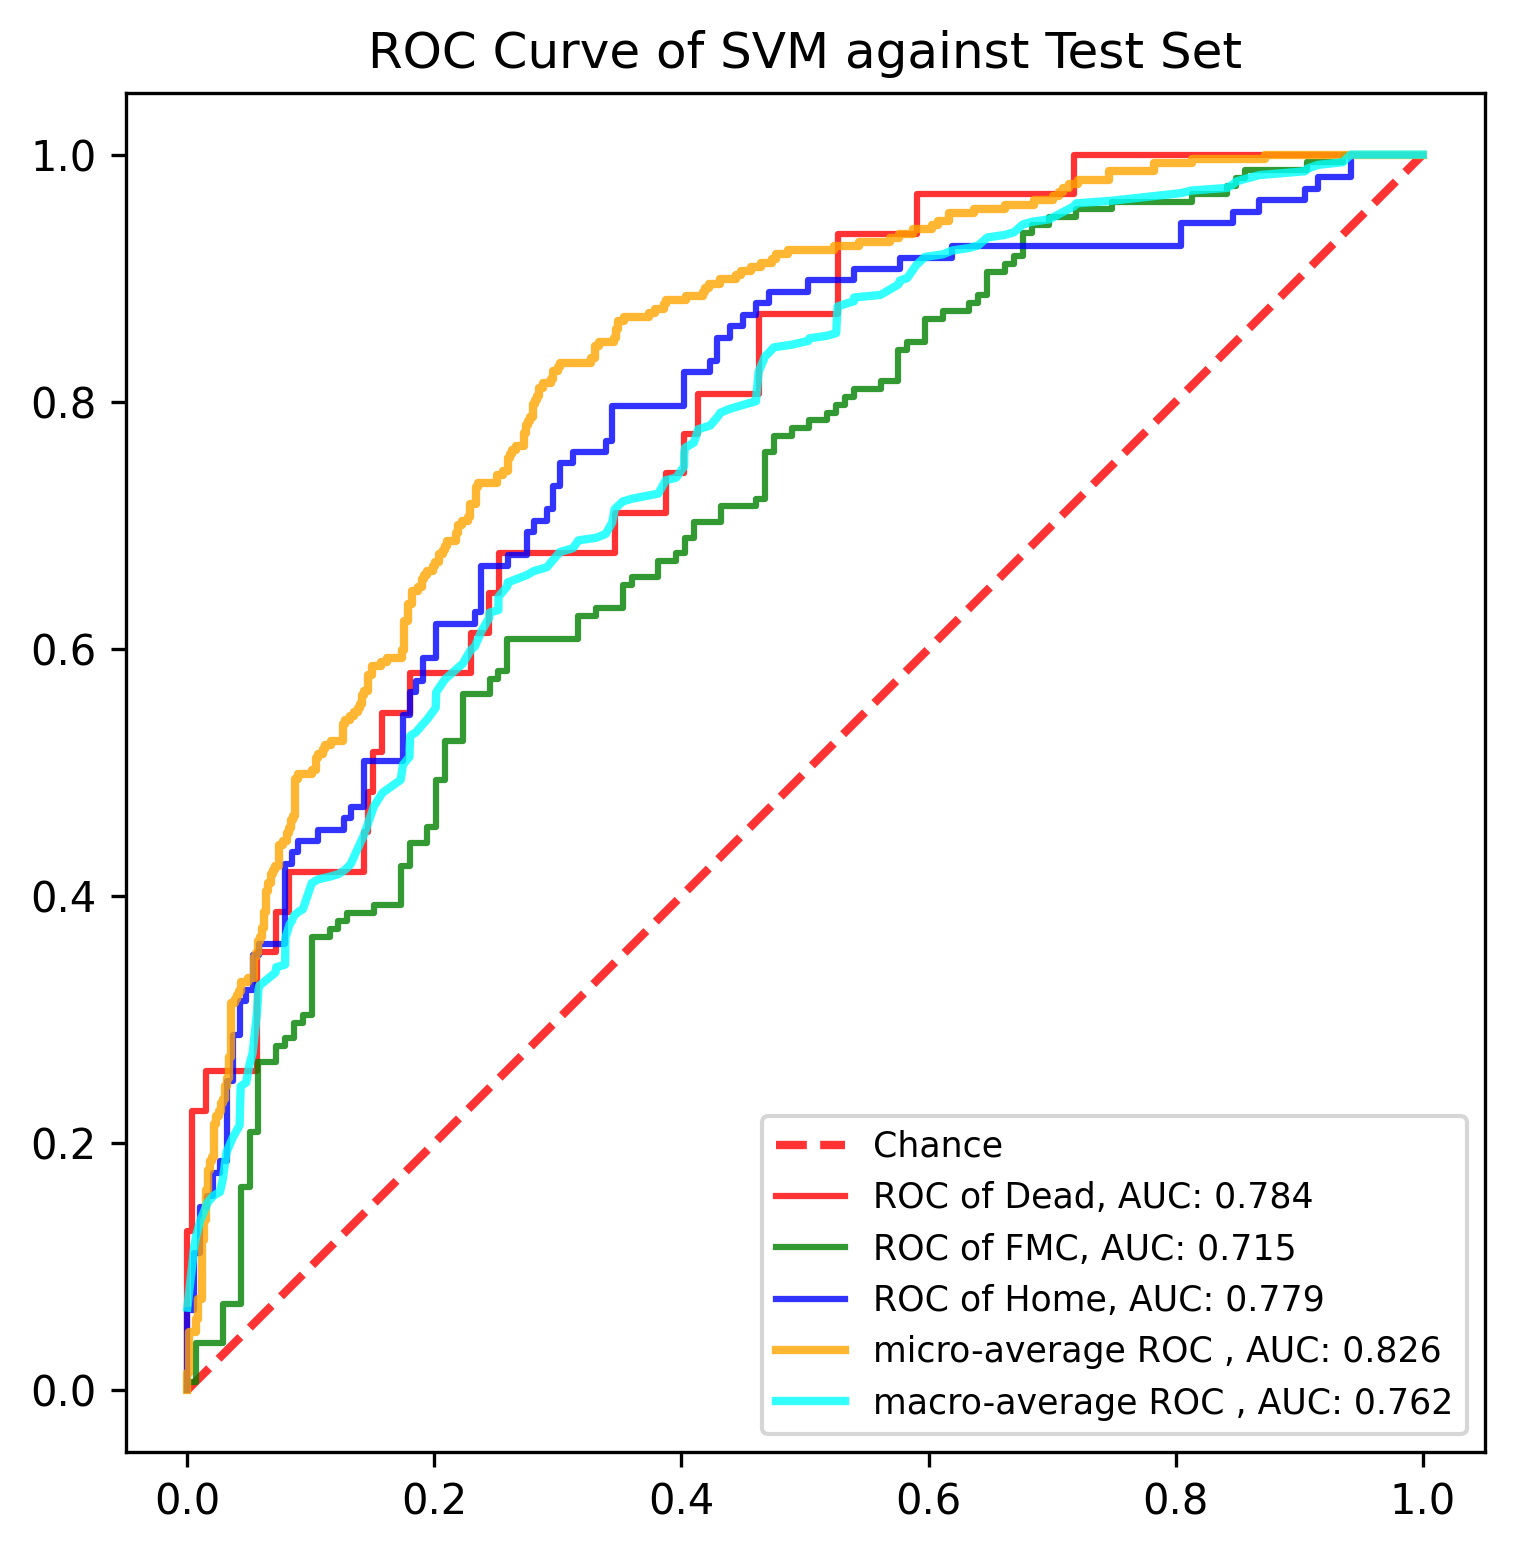 ROC Curve of SVM against Test Set
1.0
0.8
0.6
0.4
0.2
0.0
Chance
ROC of Dead, AUC: 0.784
ROC of FMC, AUC: 0.715
ROC of Home, AUC: 0.779
micro-average ROC , AUC: 0.826
macro-average ROC , AUC: 0.762
0.0 0.2 0.4 0.6 0.8 1.0